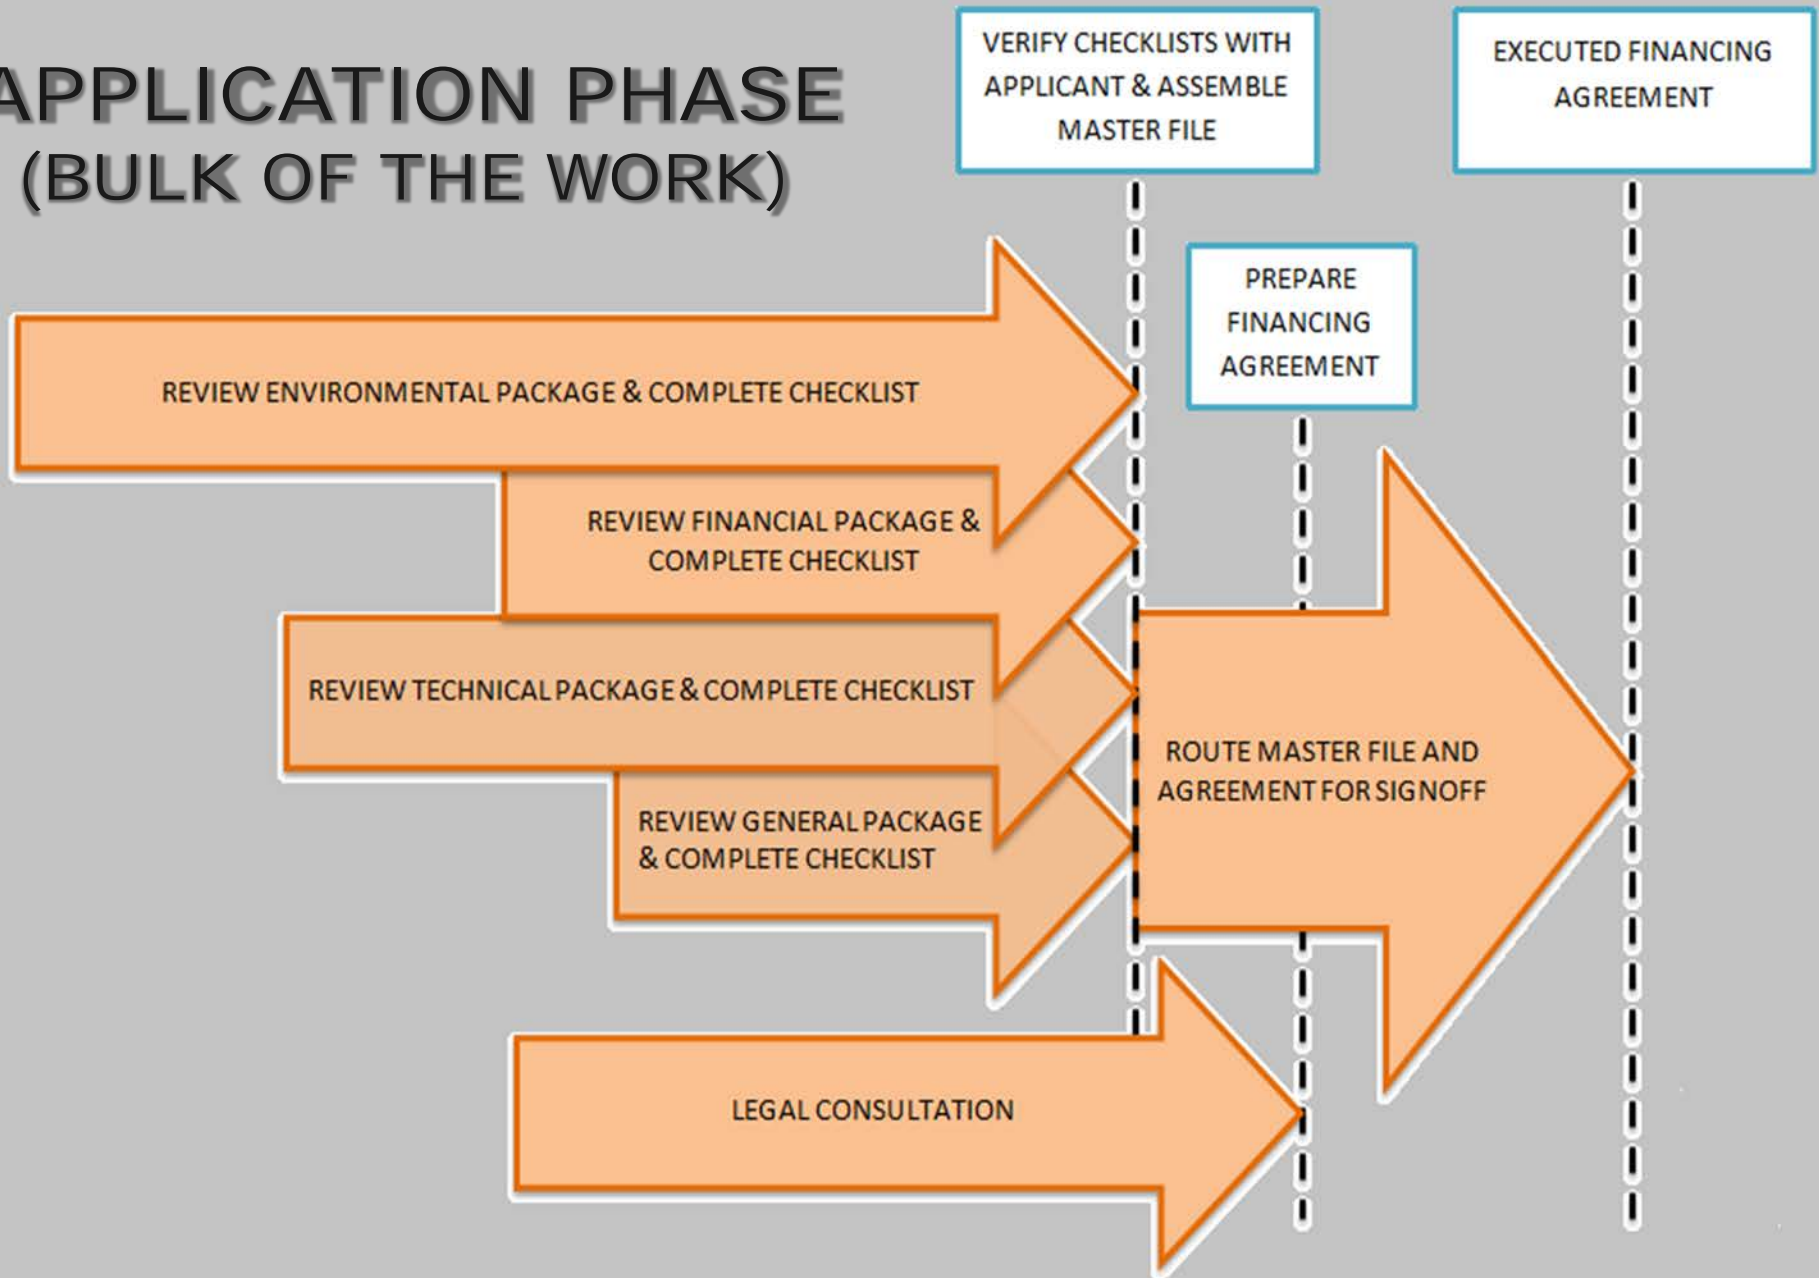 APPLICATION PHASE
(BULK OF THE WORK)
VERIFY CHECKLISTS WITH
APPLICANT & ASSEMBLE
MASTER FILE
EXECUTED FINANCING
AGREEMENT
PREPARE
FINANCING
AGREEMENT
REVIEW ENVIRONMENTAL PACKAGE & COMPLETE CHECKLIST
REVIEW FINANCIAL PACKAGE &
COMPLETE CHECKLIST
REVIEW TECHNICAL PACKAGE & COMPLETE CHECKLIST
REVIEW GENERAL PACKAGE
& COMPLETE CHECKLIST
ROUTE MASTER FILE AND
AGREEMENT FOR SIGNOFF
LEGAL CONSULTATION